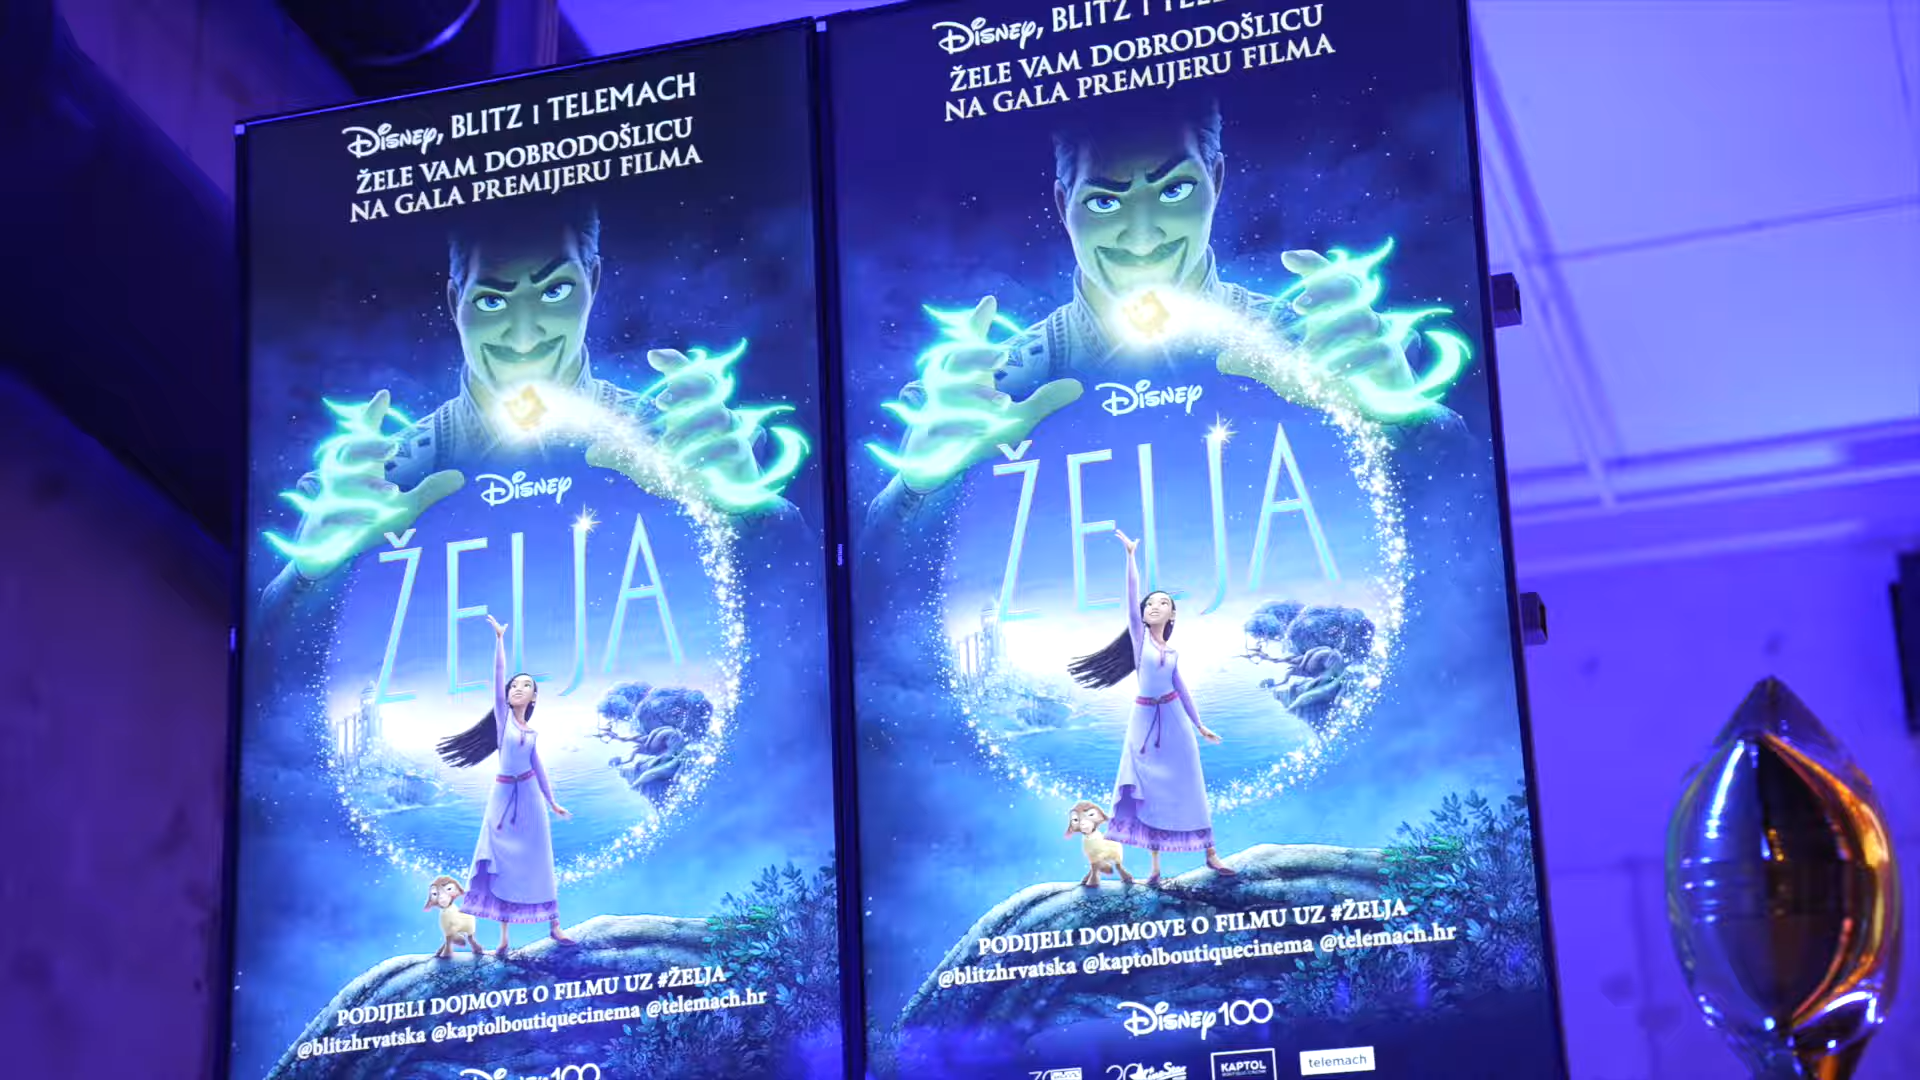 Disney, BLITZ I TELEMACH
ŽELE VAM DOBRODOŠLICU
NA GALA PREMIJERU FILMA
Disney
ŽELJA
PODIJELI DOJMOVE O FILMU UZ #ŽELJA
@blitzhrvatska @kaptolboutiquecinema @telemach.hr
Disney100
Disney, BLITZ I TELEMACH
ŽELE VAM DOBRODOŠLICU
NA GALA PREMIJERU FILMA
Disney
ŽELJA
PODIJELI DOJMOVE O FILMU UZ #ŽELJA
@blitzhrvatska @kaptolboutiquecinema @telemach.hr
Disney100
KAPTOL
telemach